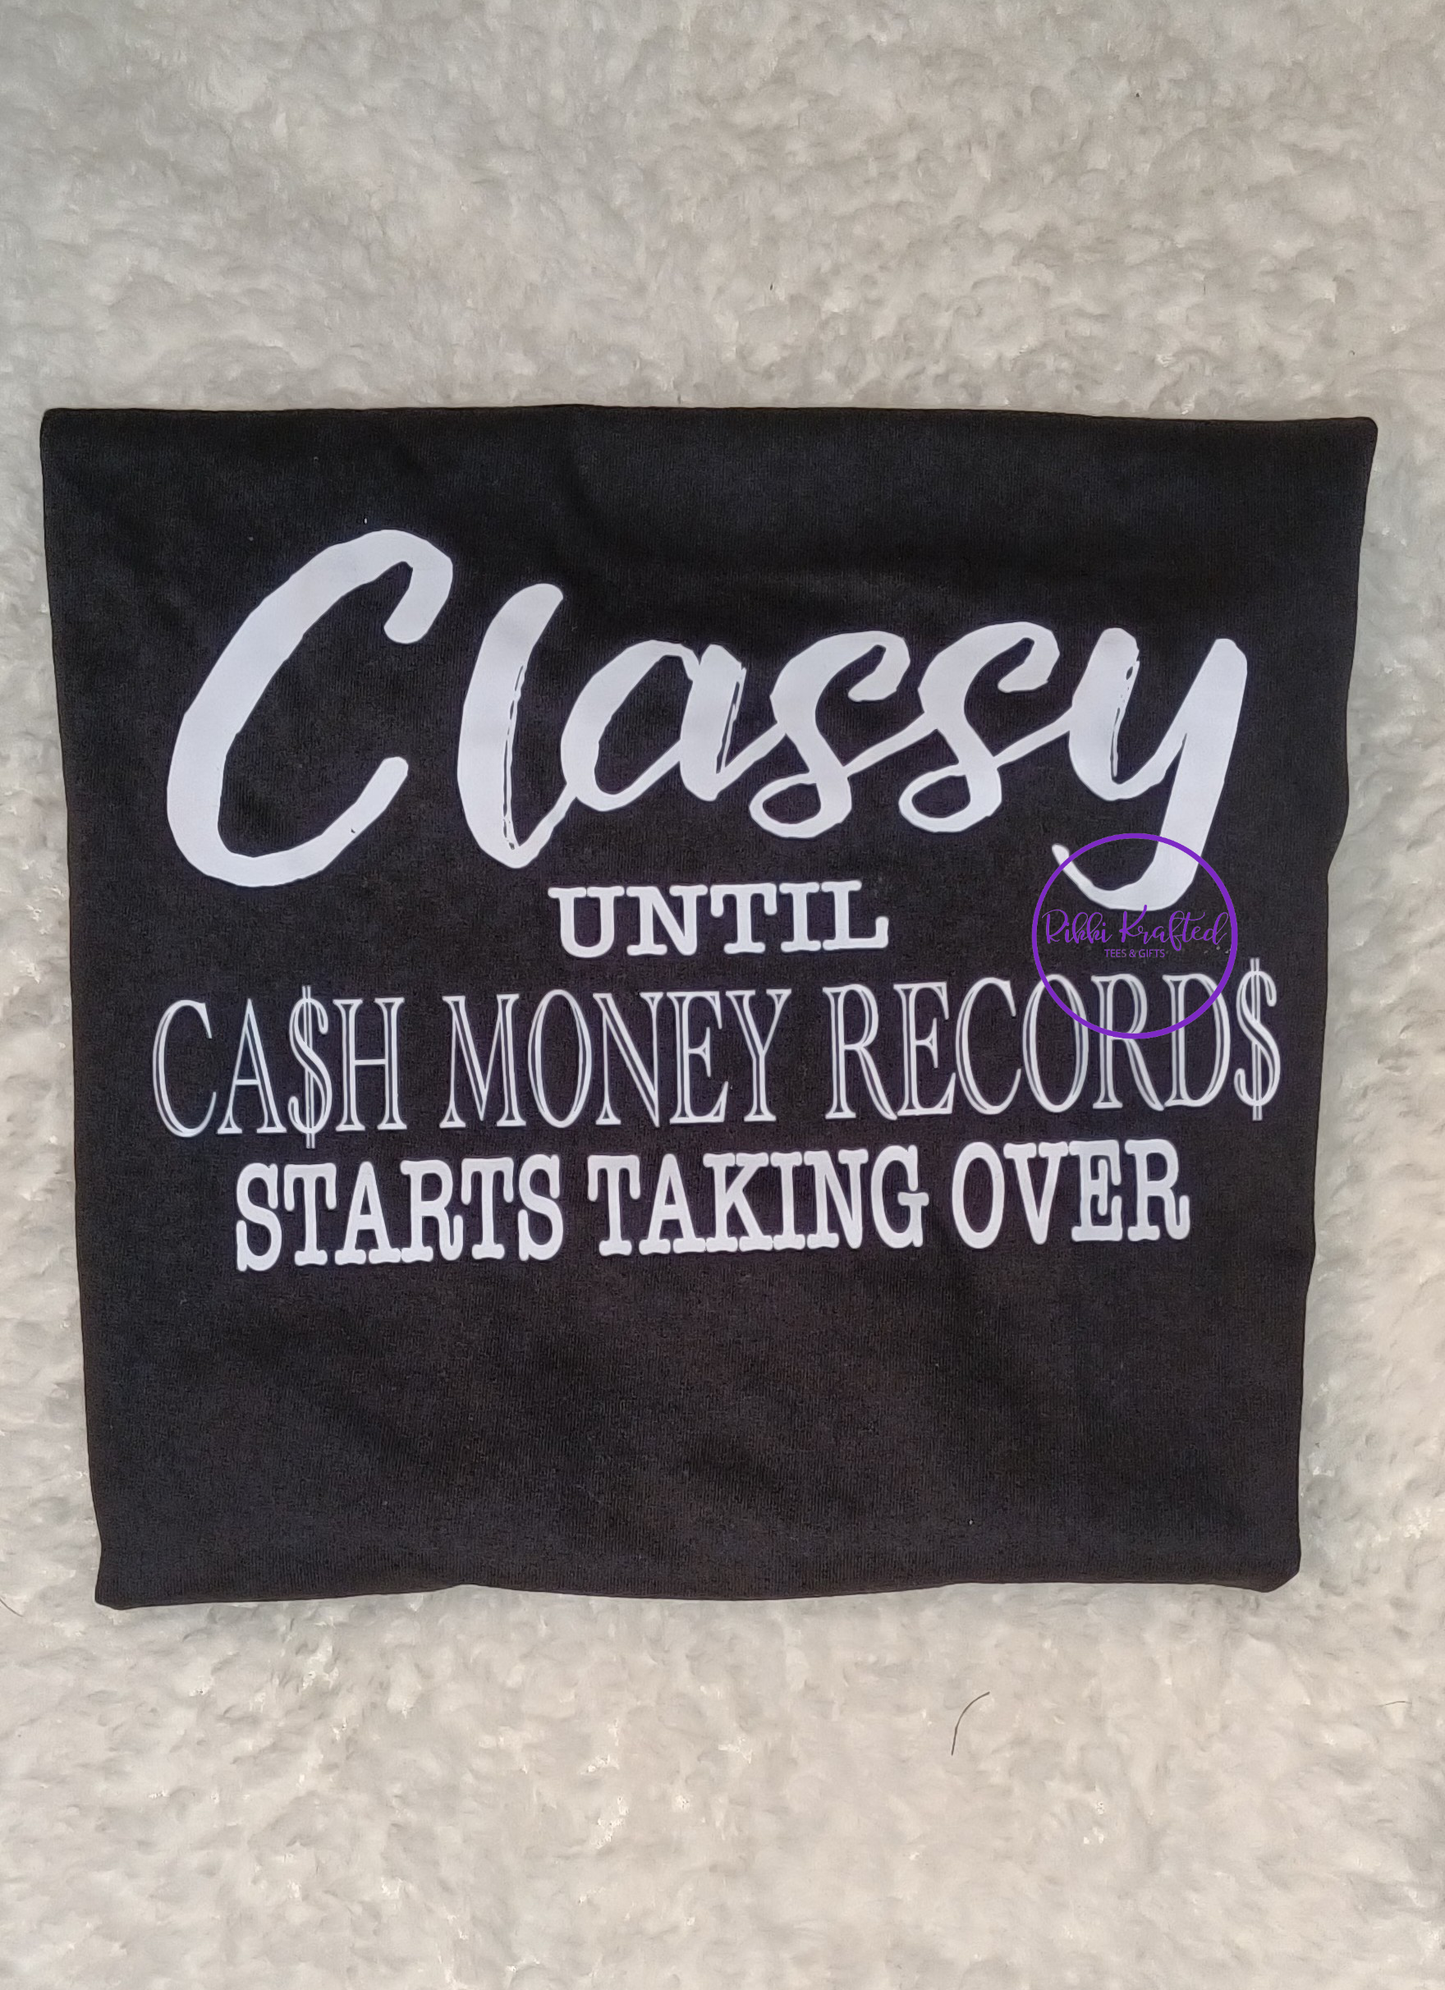 Classy
UNTIL
Rikki Krafted
TEES & GIFTS
CA$H MONEY RECORD$
STARTS TAKING OVER